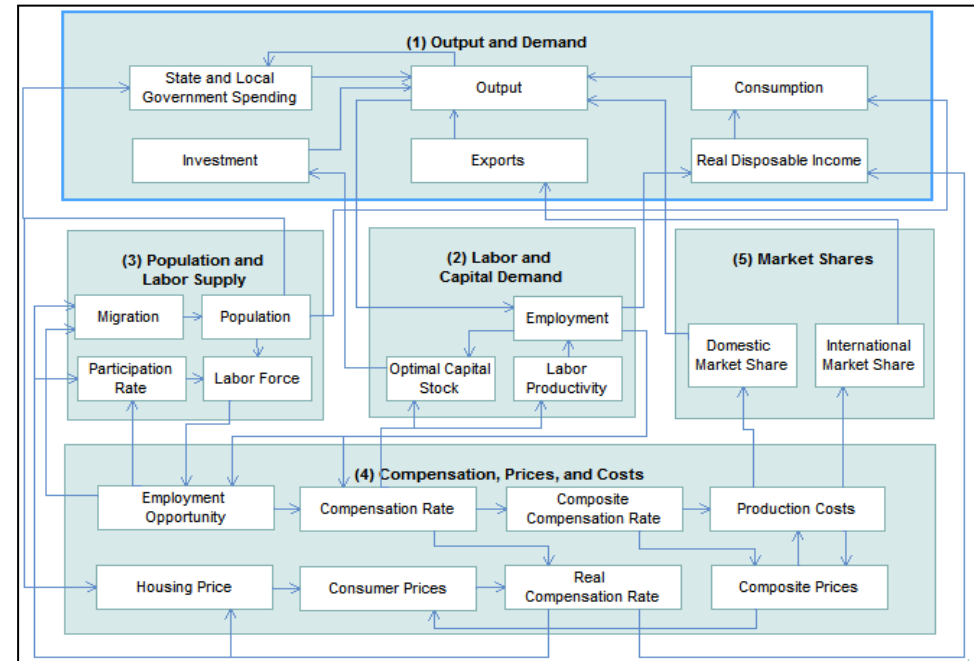 (1) Output and Demand
State and Local
Government Spending
Output
Consumption
Investment
Exports
Real Disposable Income
(3) Population and
Labor Supply
Migration
Population
Participation
Rate
Labor Force
(2) Labor and
Capital Demand
Employment
Optimal Capital
Stock
Labor
Productivity
(5) Market Shares
Domestic
Market Share
International
Market Share
(4) Compensation, Prices, and Costs
Employment
Opportunity
Compensation Rate
Composite
Compensation Rate
Production Costs
Housing Price
Consumer Prices
Real
Compensation Rate
Composite Prices